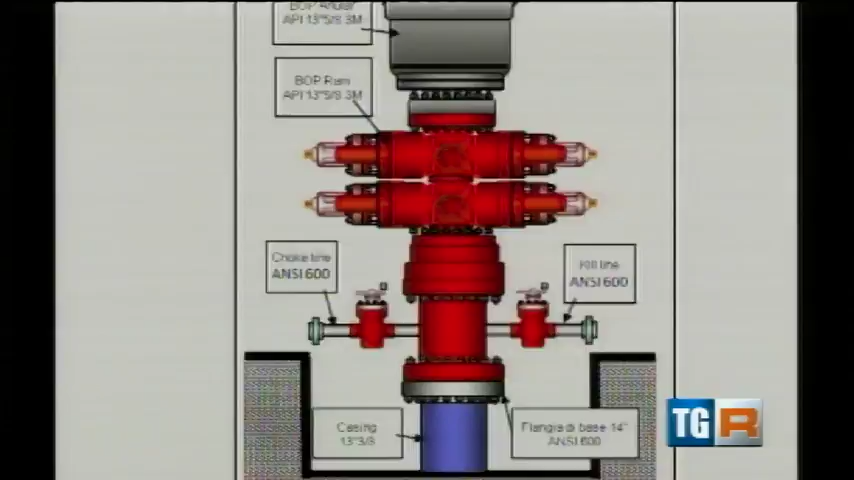 BOP Anular
API 13"5/8 3M
BOP Ram
API 13"5/8 3M
Choke line
ANSI 600
Kill line
ANSI 600
Casing
13"3/8
Flangia di base 14"
ANSI 600
TGR